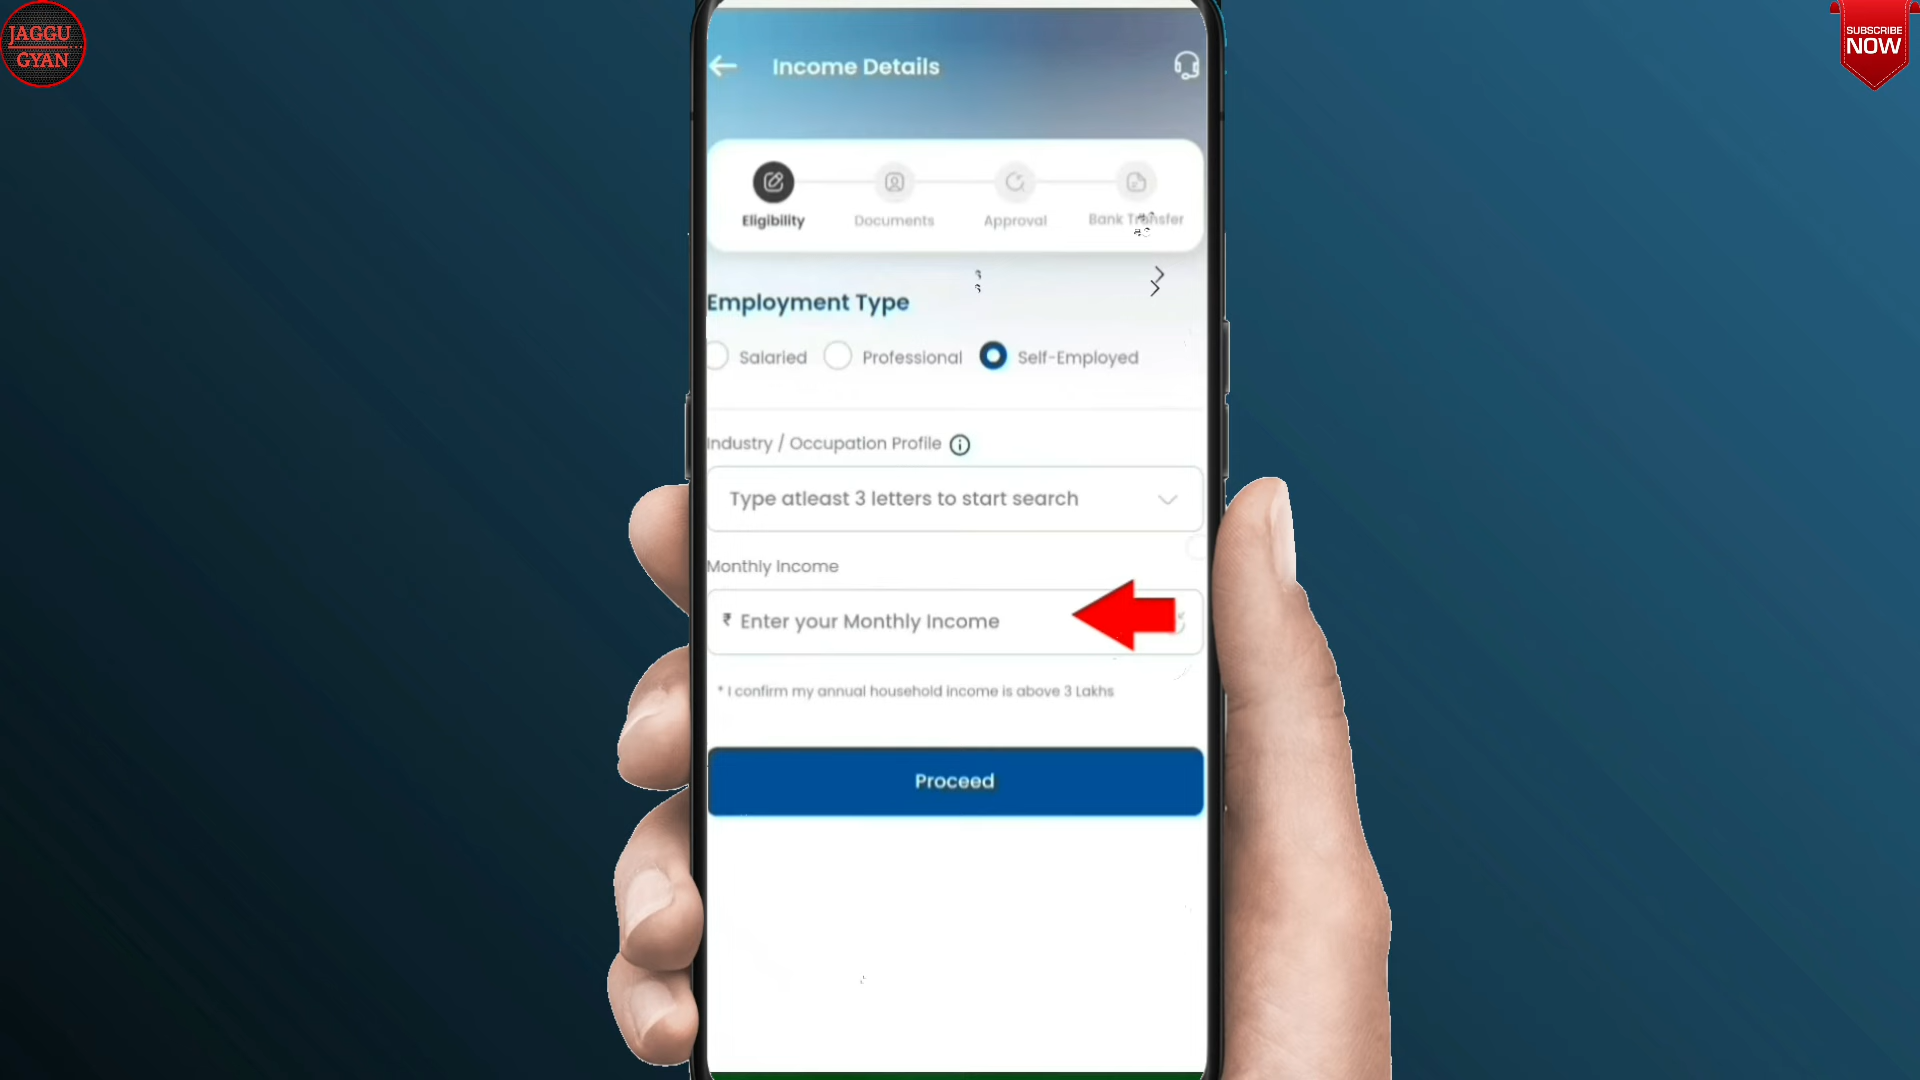 JAGGU
GYAN
SUBSCRIBE
NOW
Income Details
Eligibility
Documents
Approval
Bank Transfer
Employment Type
Salaried
Professional
Self-Employed
Industry / Occupation Profile
Type atleast 3 letters to start search
Monthly Income
₹ Enter your Monthly Income
* I confirm my annual household income is above 3 Lakhs
Proceed